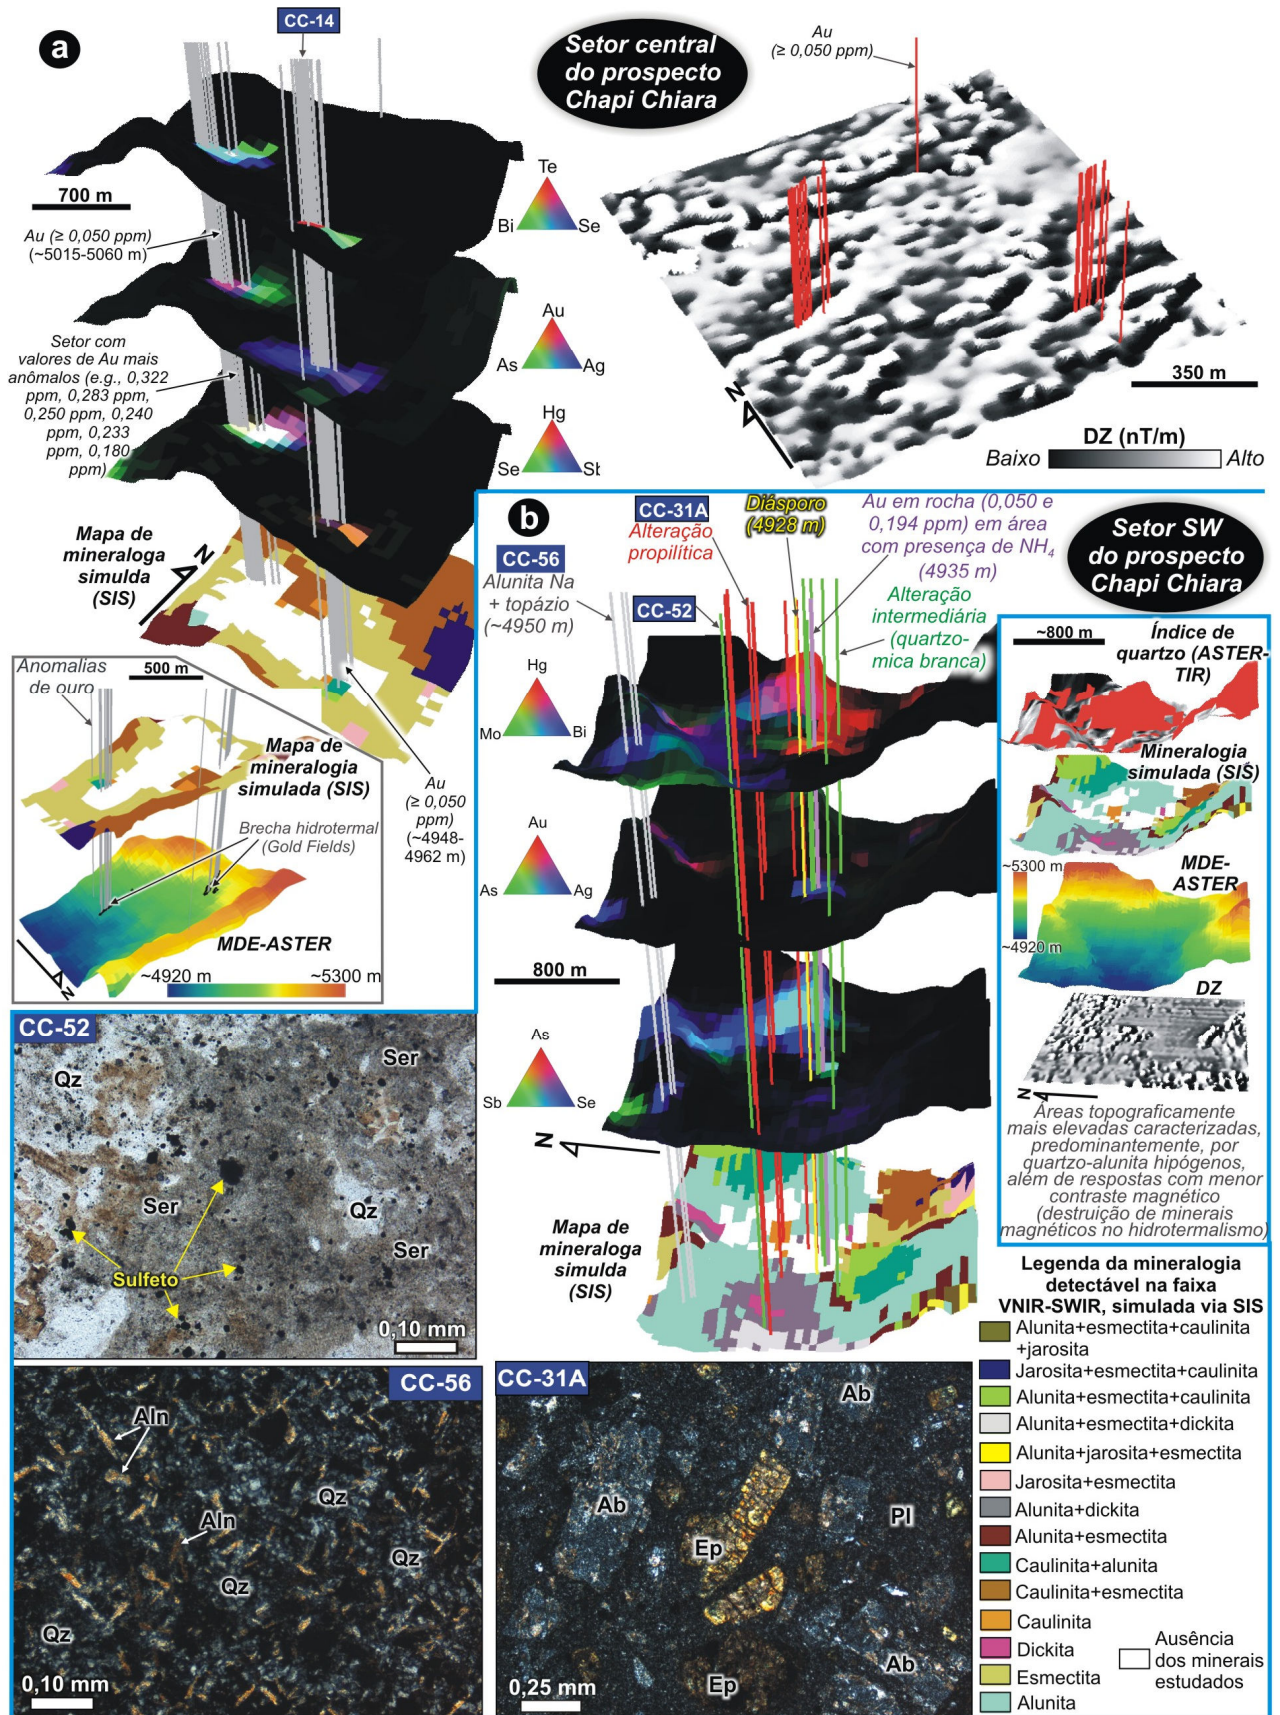 a
CC-14
Setor central
do prospecto
Chapi Chiara
Au
(≥ 0,050 ppm)
700 m
Te
Bi
Se
Au (≥ 0,050 ppm)
(~5015-5060 m)
Au
As
Ag
Setor com
valores de Au mais
anômalos (e.g., 0,322
ppm, 0,283 ppm,
0,250 ppm, 0,240
ppm, 0,233
ppm, 0,180
ppm)
Hg
Se
Sb
N
350 m
DZ (nT/m)
Baixo
Alto
Mapa de
mineraloga
simulda
(SIS)
N
Anomalias
de ouro
500 m
Mapa de
mineralogia
simulada (SIS)
Brecha hidrotermal
(Gold Fields)
MDE-ASTER
~4920 m
~5300 m
N
Au
(≥ 0,050
ppm)
(~4948-
4962 m)
b
CC-31A
Alteração
propilítica
Diásporo
(4928 m)
Au em rocha (0,050 e
0,194 ppm) em área
com presença de NH4
(4935 m)
Setor SW
do prospecto
Chapi Chiara
CC-56
Alunita Na
+ topázio
(~4950 m)
CC-52
Alteração
intermediária
(quartzo-
mica branca)
Hg
Mo
Bi
Au
As
Ag
800 m
As
Sb
Se
N
Mapa de
mineraloga
simulda
(SIS)
~800 m
Índice de
quartzo (ASTER-
TIR)
Mineralogia
simulada (SIS)
~5300 m
MDE-
ASTER
~4920 m
DZ
N
Áreas topograficamente
mais elevadas caracterizadas,
predominantemente, por
quartzo-alunita hipógenos,
além de respostas com menor
contraste magnético
(destruição de minerais
magnéticos no hidrotermalismo)
CC-52
Ser
Qz
Ser
Qz
Ser
Sulfeto
0,10 mm
CC-56
Aln
Qz
Aln
Qz
Qz
Qz
0,10 mm
CC-31A
Ab
Ab
Pl
Ep
Ab
Ep
0,25 mm
Legenda da mineralogia
detectável na faixa
VNIR-SWIR, simulada via SIS
Alunita+esmectita+caulinita
+jarosita
Jarosita+esmectita+caulinita
Alunita+esmectita+caulinita
Alunita+esmectita+dickita
Alunita+jarosita+esmectita
Jarosita+esmectita
Alunita+dickita
Alunita+esmectita
Caulinita+alunita
Caulinita+esmectita
Caulinita
Dickita
Esmectita
Alunita
Ausência
dos minerais
estudados